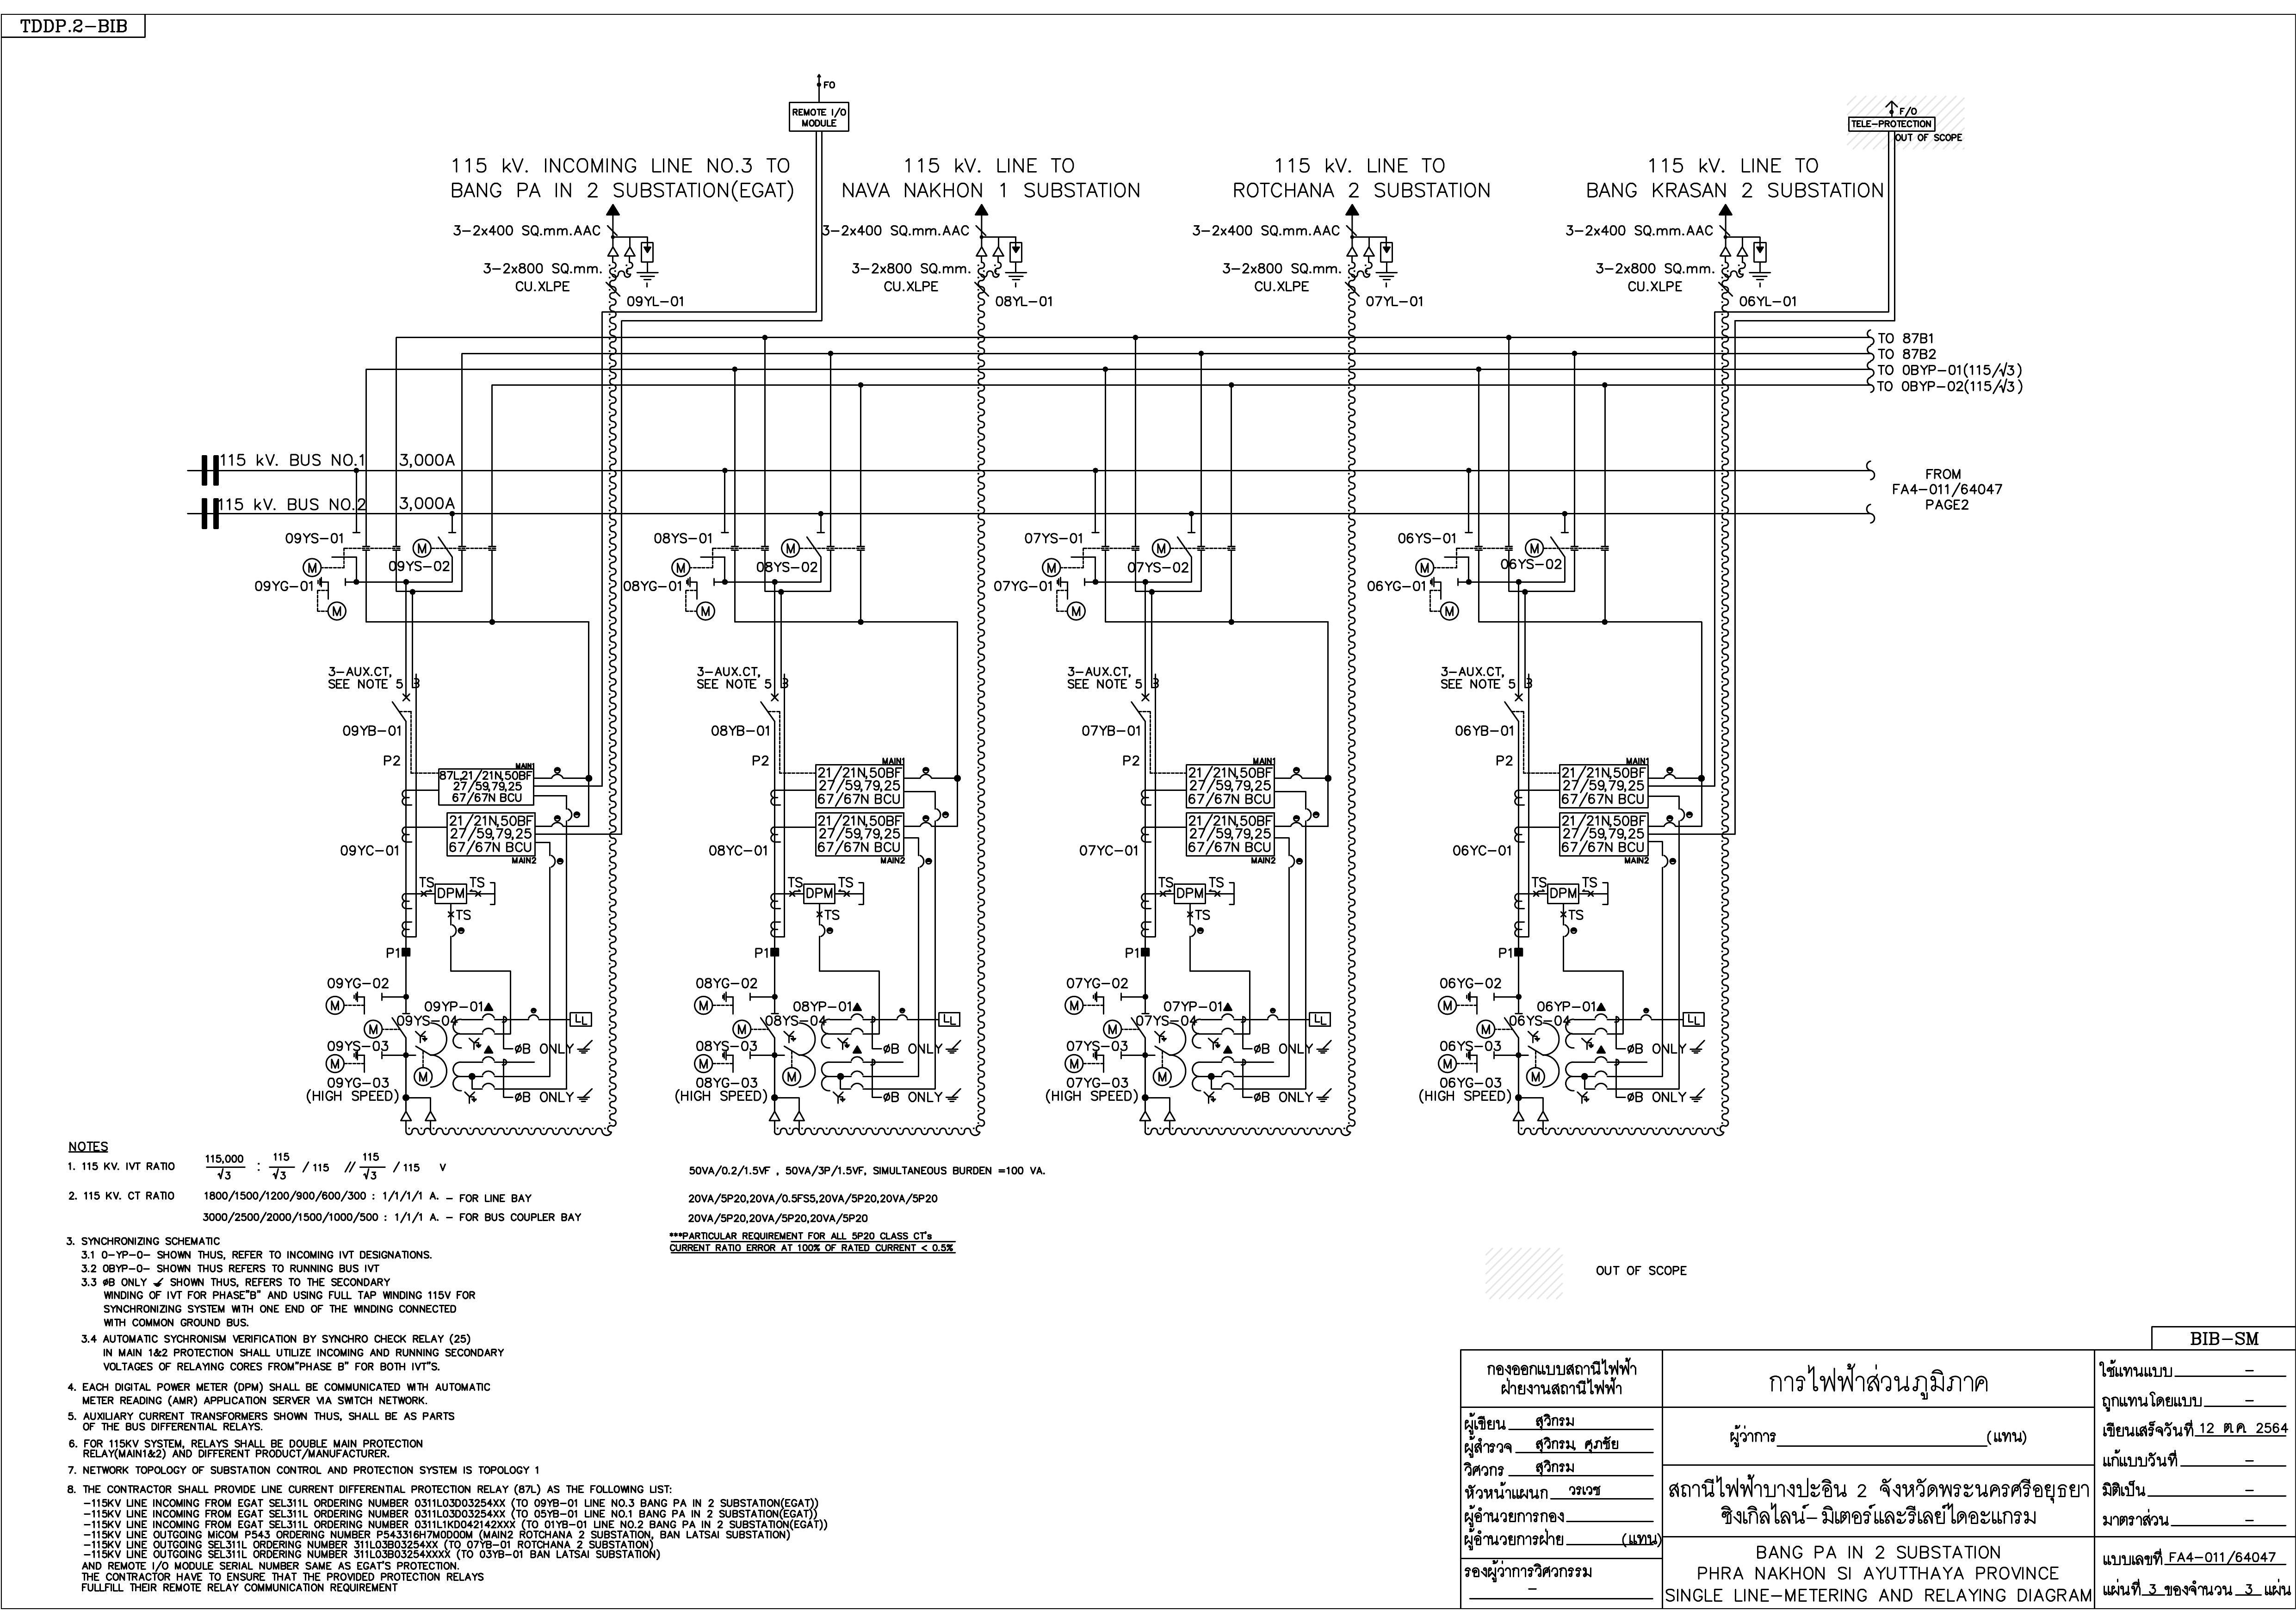 TDDP.2-BIB
FO
REMOTE I/O
MODULE
F/O
TELE-PROTECTION
OUT OF SCOPE
115 kV. INCOMING LINE NO.3 TO
BANG PA IN 2 SUBSTATION(EGAT)
115 kV. LINE TO
NAVA NAKHON 1 SUBSTATION
115 kV. LINE TO
ROTCHANA 2 SUBSTATION
115 kV. LINE TO
BANG KRASAN 2 SUBSTATION
3-2x400 SQ.mm.AAC
3-2x800 SQ.mm.
CU.XLPE
09YL-01
3-2x400 SQ.mm.AAC
3-2x800 SQ.mm.
CU.XLPE
08YL-01
3-2x400 SQ.mm.AAC
3-2x800 SQ.mm.
CU.XLPE
07YL-01
3-2x400 SQ.mm.AAC
3-2x800 SQ.mm.
CU.XLPE
06YL-01
TO 87B1
TO 87B2
TO 0BYP-01(115/√3)
TO 0BYP-02(115/√3)
115 kV. BUS NO.1 3,000A
115 kV. BUS NO.2 3,000A
FROM
FA4-011/64047
PAGE2
09YS-01
M
M
09YS-02
09YG-01
M
3-AUX.CT,
SEE NOTE 5 3
09YB-01
P2
MAIN1
87L,21/21N,50BF
27/59,79,25
67/67N BCU
21/21N,50BF
27/59,79,25
67/67N BCU
MAIN2
09YC-01
TS DPM TS
TS
P1
09YG-02
M
09YP-01
09YS-04
M
LL
09YS-03
M
øB ONLY
M
09YG-03
(HIGH SPEED)
øB ONLY
08YS-01
M
M
08YS-02
08YG-01
M
3-AUX.CT,
SEE NOTE 5 3
08YB-01
P2
MAIN1
21/21N,50BF
27/59,79,25
67/67N BCU
21/21N,50BF
27/59,79,25
67/67N BCU
MAIN2
08YC-01
TS DPM TS
TS
P1
08YG-02
M
08YP-01
08YS-04
M
LL
08YS-03
M
øB ONLY
M
08YG-03
(HIGH SPEED)
øB ONLY
07YS-01
M
M
07YS-02
07YG-01
M
3-AUX.CT,
SEE NOTE 5 3
07YB-01
P2
MAIN1
21/21N,50BF
27/59,79,25
67/67N BCU
21/21N,50BF
27/59,79,25
67/67N BCU
MAIN2
07YC-01
TS DPM TS
TS
P1
07YG-02
M
07YP-01
07YS-04
M
LL
07YS-03
M
øB ONLY
M
07YG-03
(HIGH SPEED)
øB ONLY
06YS-01
M
M
06YS-02
06YG-01
M
3-AUX.CT,
SEE NOTE 5 3
06YB-01
P2
MAIN1
21/21N,50BF
27/59,79,25
67/67N BCU
21/21N,50BF
27/59,79,25
67/67N BCU
MAIN2
06YC-01
TS DPM TS
TS
P1
06YG-02
M
06YP-01
06YS-04
M
LL
06YS-03
M
øB ONLY
M
06YG-03
(HIGH SPEED)
øB ONLY
NOTES
1. 115 KV. IVT RATIO 115,000/√3 : 115/√3 / 115 // 115/√3 / 115 V
50VA/0.2/1.5VF , 50VA/3P/1.5VF, SIMULTANEOUS BURDEN =100 VA.
2. 115 KV. CT RATIO 1800/1500/1200/900/600/300 : 1/1/1/1 A. - FOR LINE BAY
20VA/5P20,20VA/0.5FS5,20VA/5P20,20VA/5P20
3000/2500/2000/1500/1000/500 : 1/1/1 A. - FOR BUS COUPLER BAY
20VA/5P20,20VA/5P20,20VA/5P20
***PARTICULAR REQUIREMENT FOR ALL 5P20 CLASS CT's
CURRENT RATIO ERROR AT 100% OF RATED CURRENT < 0.5%
3. SYNCHRONIZING SCHEMATIC
3.1 0-YP-0- SHOWN THUS, REFER TO INCOMING IVT DESIGNATIONS.
3.2 0BYP-0- SHOWN THUS REFERS TO RUNNING BUS IVT
3.3 øB ONLY SHOWN THUS, REFERS TO THE SECONDARY
WINDING OF IVT FOR PHASE"B" AND USING FULL TAP WINDING 115V FOR
SYNCHRONIZING SYSTEM WITH ONE END OF THE WINDING CONNECTED
WITH COMMON GROUND BUS.
3.4 AUTOMATIC SYCHRONISM VERIFICATION BY SYNCHRO CHECK RELAY (25)
IN MAIN 1&2 PROTECTION SHALL UTILIZE INCOMING AND RUNNING SECONDARY
VOLTAGES OF RELAYING CORES FROM"PHASE B" FOR BOTH IVT"S.
4. EACH DIGITAL POWER METER (DPM) SHALL BE COMMUNICATED WITH AUTOMATIC
METER READING (AMR) APPLICATION SERVER VIA SWITCH NETWORK.
5. AUXILIARY CURRENT TRANSFORMERS SHOWN THUS, SHALL BE AS PARTS
OF THE BUS DIFFERENTIAL RELAYS.
6. FOR 115KV SYSTEM, RELAYS SHALL BE DOUBLE MAIN PROTECTION
RELAY(MAIN1&2) AND DIFFERENT PRODUCT/MANUFACTURER.
7. NETWORK TOPOLOGY OF SUBSTATION CONTROL AND PROTECTION SYSTEM IS TOPOLOGY 1
8. THE CONTRACTOR SHALL PROVIDE LINE CURRENT DIFFERENTIAL PROTECTION RELAY (87L) AS THE FOLLOWING LIST:
-115KV LINE INCOMING FROM EGAT SEL311L ORDERING NUMBER 0311L03D03254XX (TO 09YB-01 LINE NO.3 BANG PA IN 2 SUBSTATION(EGAT))
-115KV LINE INCOMING FROM EGAT SEL311L ORDERING NUMBER 0311L03D03254XX (TO 05YB-01 LINE NO.1 BANG PA IN 2 SUBSTATION(EGAT))
-115KV LINE INCOMING FROM EGAT SEL311L ORDERING NUMBER 0311L1KD042142XXX (TO 01YB-01 LINE NO.2 BANG PA IN 2 SUBSTATION(EGAT))
-115KV LINE OUTGOING MiCOM P543 ORDERING NUMBER P543316H7M0D00M (MAIN2 ROTCHANA 2 SUBSTATION, BAN LATSAI SUBSTATION)
-115KV LINE OUTGOING SEL311L ORDERING NUMBER 311L03B03254XX (TO 07YB-01 ROTCHANA 2 SUBSTATION)
-115KV LINE OUTGOING SEL311L ORDERING NUMBER 311L03B03254XXXX (TO 03YB-01 BAN LATSAI SUBSTATION)
AND REMOTE I/O MODULE SERIAL NUMBER SAME AS EGAT'S PROTECTION.
THE CONTRACTOR HAVE TO ENSURE THAT THE PROVIDED PROTECTION RELAYS
FULLFILL THEIR REMOTE RELAY COMMUNICATION REQUIREMENT
OUT OF SCOPE
BIB-SM
กองออกแบบสถานีไฟฟ้า
ฝ่ายงานสถานีไฟฟ้า
ผู้เขียน สุวิกรม
ผู้สำรวจ สุวิกรม, ศุภชัย
วิศวกร สุวิกรม
หัวหน้าแผนก วรเวช
ผู้อำนวยการกอง
ผู้อำนวยการฝ่าย (แทน)
รองผู้ว่าการวิศวกรรม
-
การไฟฟ้าส่วนภูมิภาค
ผู้ว่าการ (แทน)
สถานีไฟฟ้าบางปะอิน 2 จังหวัดพระนครศรีอยุธยา
ซิงเกิลไลน์-มิเตอร์และรีเลย์ไดอะแกรม
BANG PA IN 2 SUBSTATION
PHRA NAKHON SI AYUTTHAYA PROVINCE
SINGLE LINE-METERING AND RELAYING DIAGRAM
ใช้แทนแบบ -
ถูกแทนโดยแบบ -
เขียนเสร็จวันที่ 12 ต.ค. 2564
แก้แบบวันที่ -
มิติเป็น -
มาตราส่วน -
แบบเลขที่ FA4-011/64047
แผ่นที่ 3 ของจำนวน 3 แผ่น